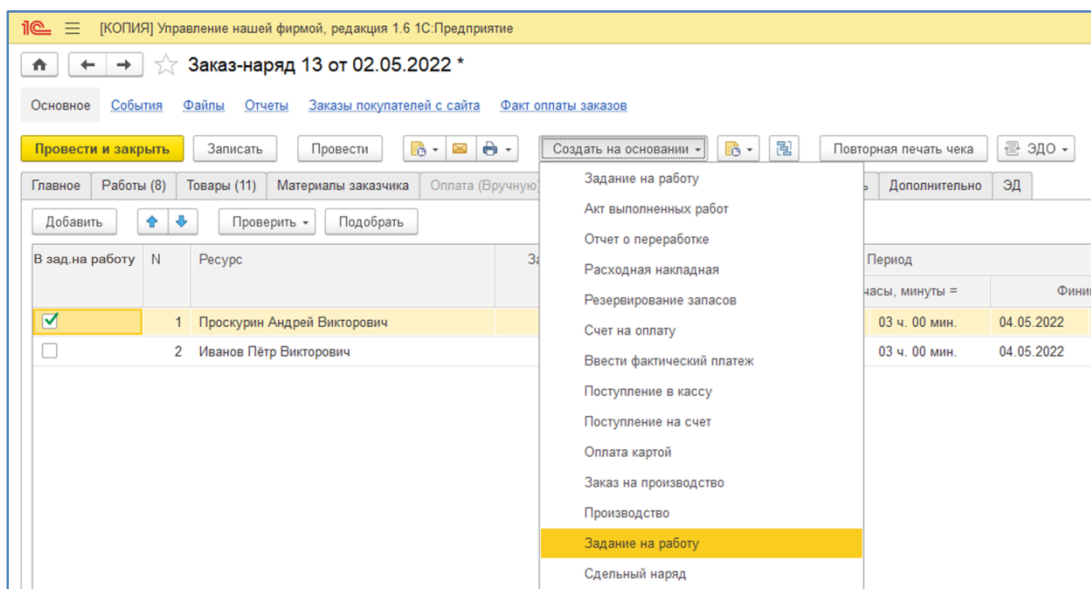 1С [КОПИЯ] Управление нашей фирмой, редакция 1.6 1С:Предприятие
Заказ-наряд 13 от 02.05.2022 *
Основное События Файлы Отчеты Заказы покупателей с сайта Факт оплаты заказов
Провести и закрыть Записать Провести Создать на основании Повторная печать чека ЭДО
Главное Работы (8) Товары (11) Материалы заказчика Оплата (Вручную) Дополнительно ЭД
Добавить Проверить Подобрать
В зад.на работу N Ресурс Период
часы, минуты =
1 Проскурин Андрей Викторович 03 ч. 00 мин. 04.05.2022
2 Иванов Пётр Викторович 03 ч. 00 мин. 04.05.2022
Задание на работу
Акт выполненных работ
Отчет о переработке
Расходная накладная
Резервирование запасов
Счет на оплату
Ввести фактический платеж
Поступление в кассу
Поступление на счет
Оплата картой
Заказ на производство
Производство
Задание на работу
Сдельный наряд